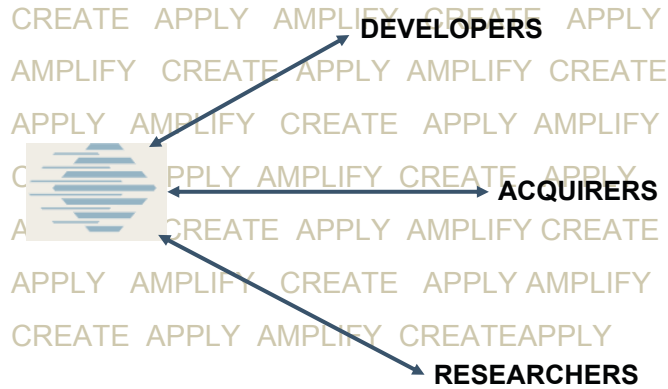 CREATE APPLY AMPLIFY CREATE APPLY
DEVELOPERS
AMPLIFY CREATE APPLY AMPLIFY CREATE
APPLY AMPLIFY CREATE APPLY AMPLIFY
APPLY AMPLIFY CREATE APPLY
ACQUIRERS
CREATE APPLY AMPLIFY CREATE
APPLY AMPLIFY CREATE APPLY AMPLIFY
CREATE APPLY AMPLIFY CREATEAPPLY
RESEARCHERS